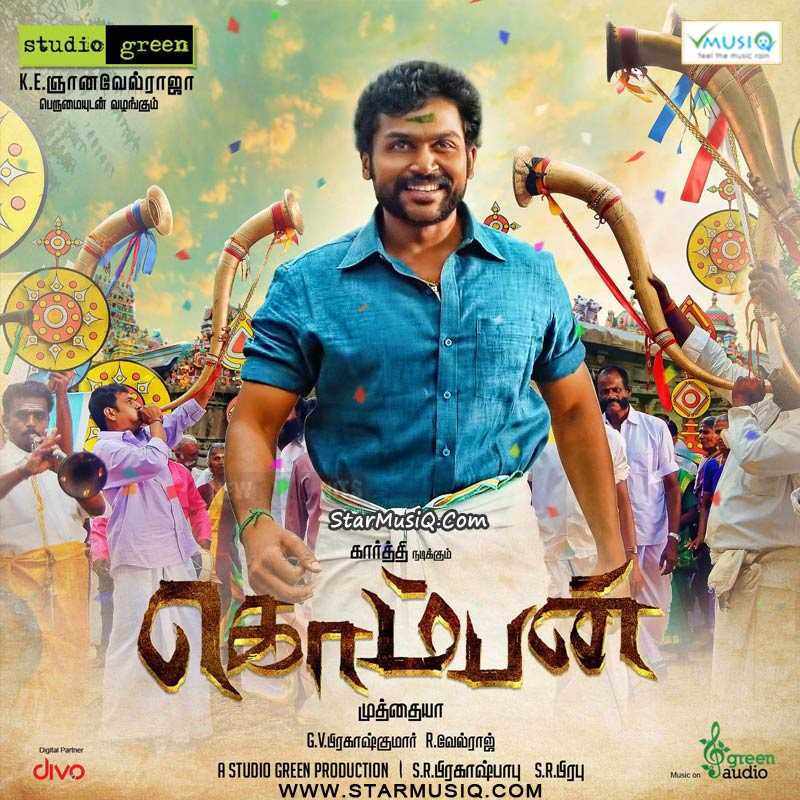 studio green
K.E.ஞானவேல்ராஜா
பெருமையுடன் வழங்கும்
VMUSIQ
feel the music rain
StarMusiQ.Com
கார்த்தி நடிக்கும்
கொம்பன்
முத்தையா
G.V.பிரகாஷ்குமார் R.வேல்ராஜ்
A STUDIO GREEN PRODUCTION | S.R.பிரகாஷ்பாபு S.R.பிரபு
Digital Partner
divo
Music on green audio
WWW.STARMUSIQ.COM